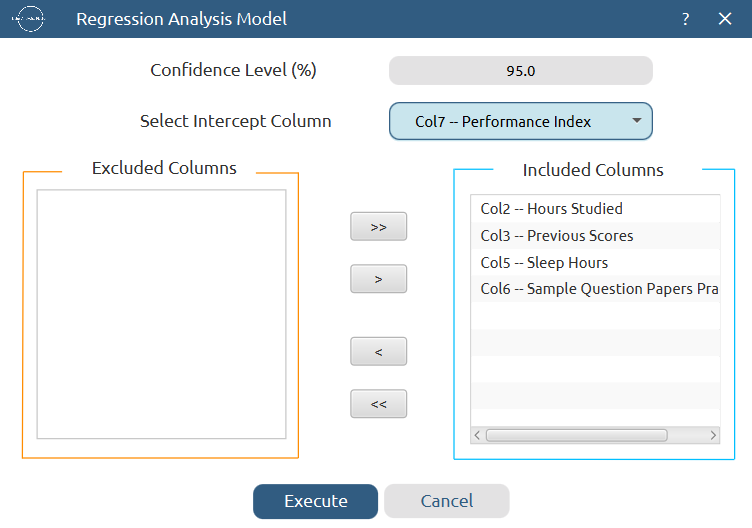 Regression Analysis Model
?
Confidence Level (%)
95.0
Select Intercept Column
Col7 -- Performance Index
Excluded Columns
Included Columns
Col2 -- Hours Studied
Col3 -- Previous Scores
Col5 -- Sleep Hours
Col6 -- Sample Question Papers Pra
>>
>
<
<<
Execute
Cancel